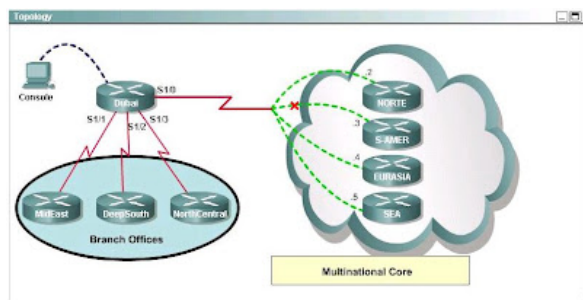 Topology
Console
Dubai
S1/0
S1/1
S1/2
S1/3
MidEast
DeepSouth
NorthCentral
Branch Offices
.2
NORTE
.3
S-AMER
.4
EURASIA
.5
SEA
Multinational Core